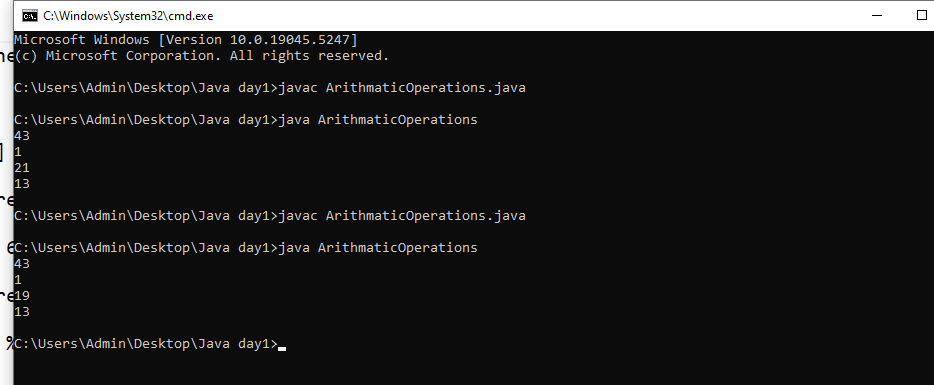 C:\Windows\System32\cmd.exe
Microsoft Windows [Version 10.0.19045.5247]
(c) Microsoft Corporation. All rights reserved.
C:\Users\Admin\Desktop\Java day1>javac ArithmaticOperations.java
C:\Users\Admin\Desktop\Java day1>java ArithmaticOperations
43
1
21
13
C:\Users\Admin\Desktop\Java day1>javac ArithmaticOperations.java
C:\Users\Admin\Desktop\Java day1>java ArithmaticOperations
43
1
19
13
C:\Users\Admin\Desktop\Java day1>